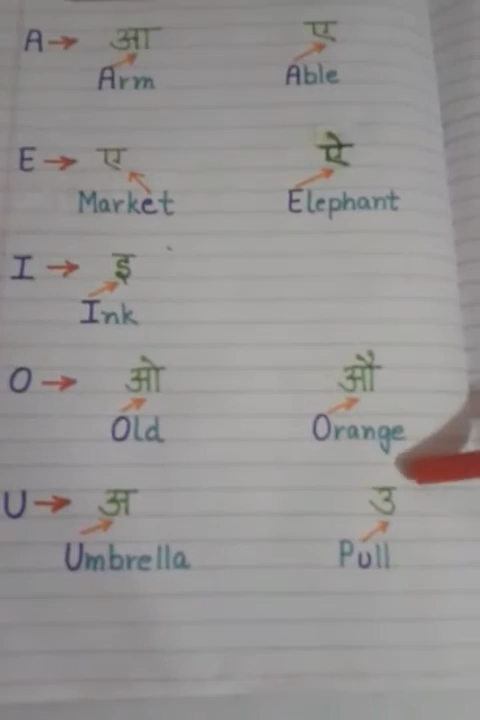 A → आ ए
Arm Able
E → ए ऐ
Market Elephant
I → इ
Ink
O → ओ औ
Old Orange
U → अ उ
Umbrella Pull